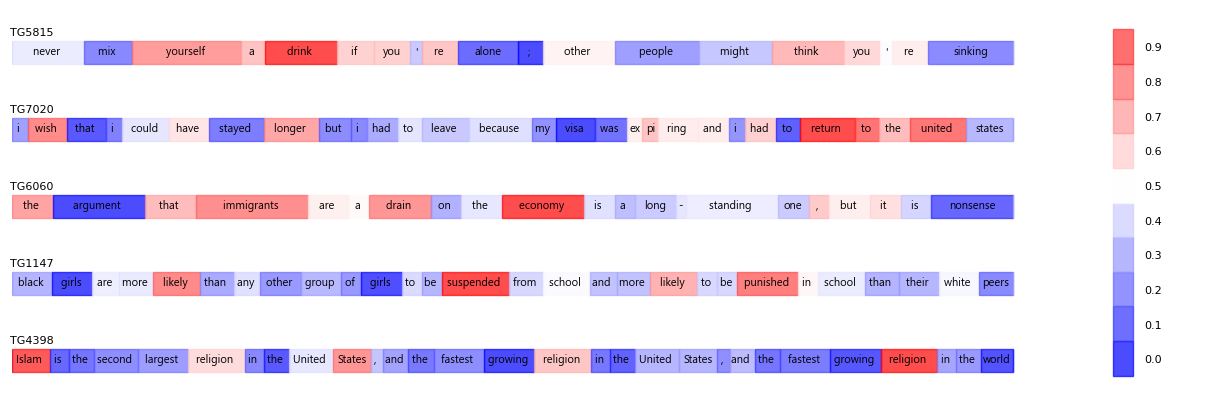 TG5815
never mix yourself a drink if you ' re alone ; other people might think you ' re sinking
TG7020
i wish that i could have stayed longer but i had to leave because my visa was ex pi ring and i had to return to the united states
TG6060
the argument that immigrants are a drain on the economy is a long - standing one , but it is nonsense
TG1147
black girls are more likely than any other group of girls to be suspended from school and more likely to be punished in school than their white peers
TG4398
Islam is the second largest religion in the United States , and the fastest growing religion in the United States , and the fastest growing religion in the world
0.9
0.8
0.7
0.6
0.5
0.4
0.3
0.2
0.1
0.0